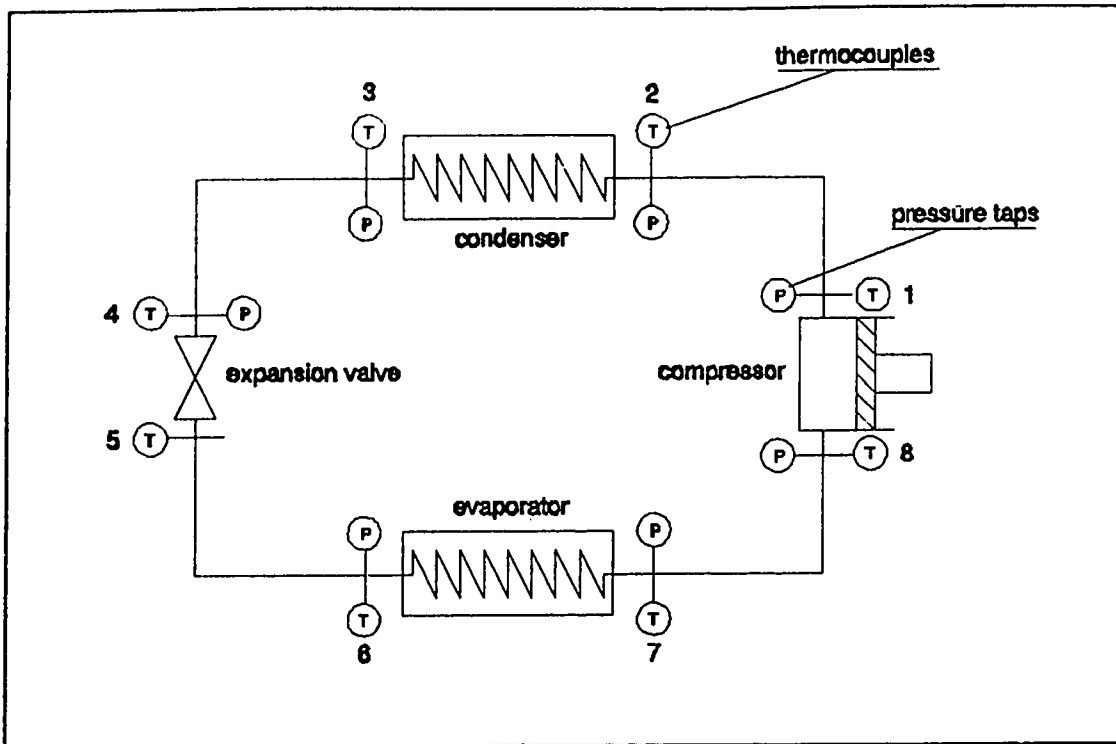 thermocouples
3
2
T
T
P
P
condenser
pressure taps
P
T
1
4
T
P
expansion valve
compressor
5
T
P
T
8
evaporator
P
P
T
T
6
7